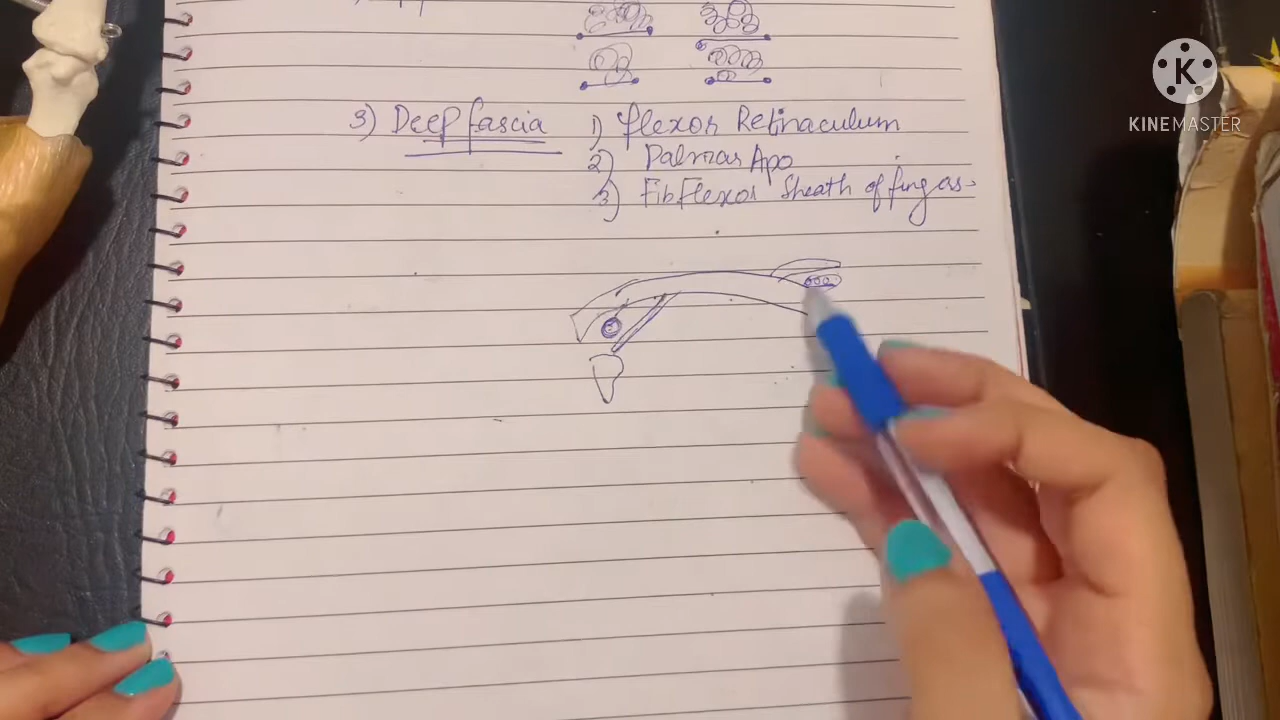 3) Deep fascia
1) flexor Retinaculum
2) Palmar Apo
3) Fib Flexor Sheath of fingers.
K
KINEMASTER